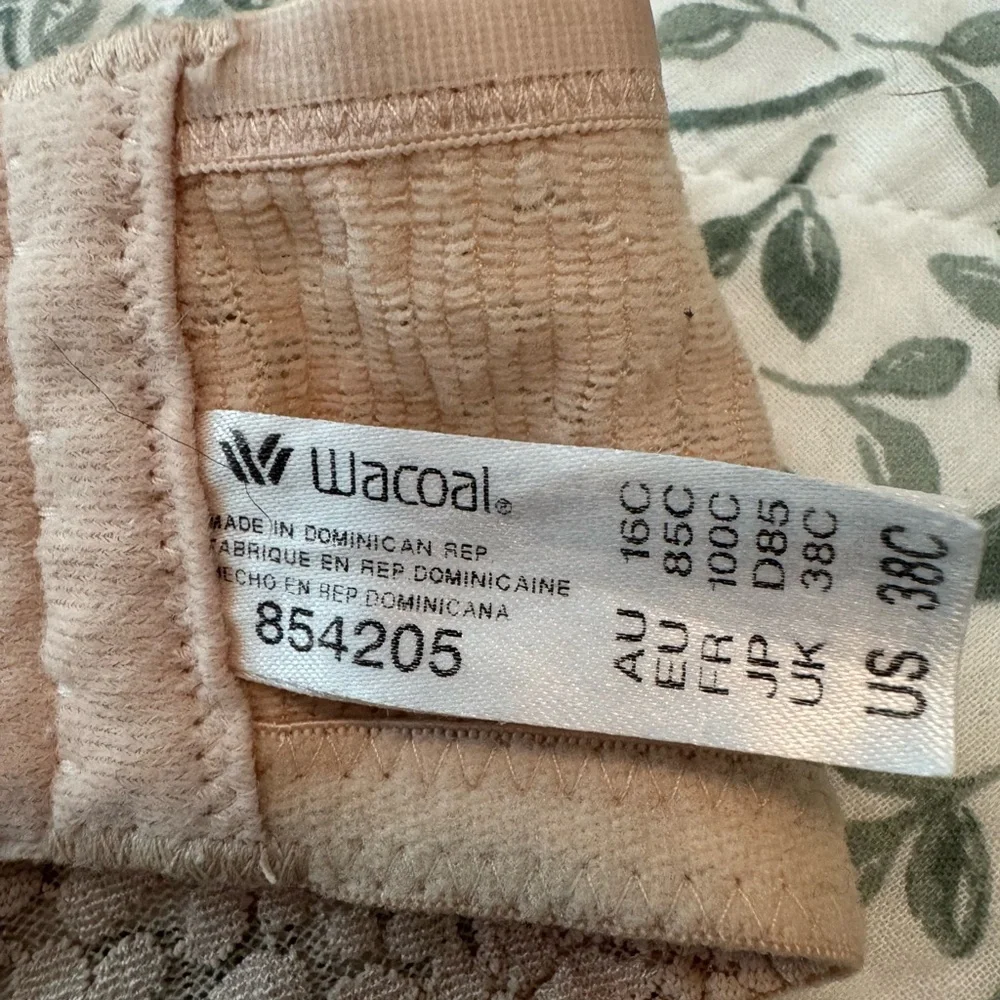 Wacoal®
MADE IN DOMINICAN REP
FABRIQUE EN REP DOMINICAINE
HECHO EN REP DOMINICANA
854205
AU 16C
EU 85C
FR 100C
JP D85
UK 38C
US 38C